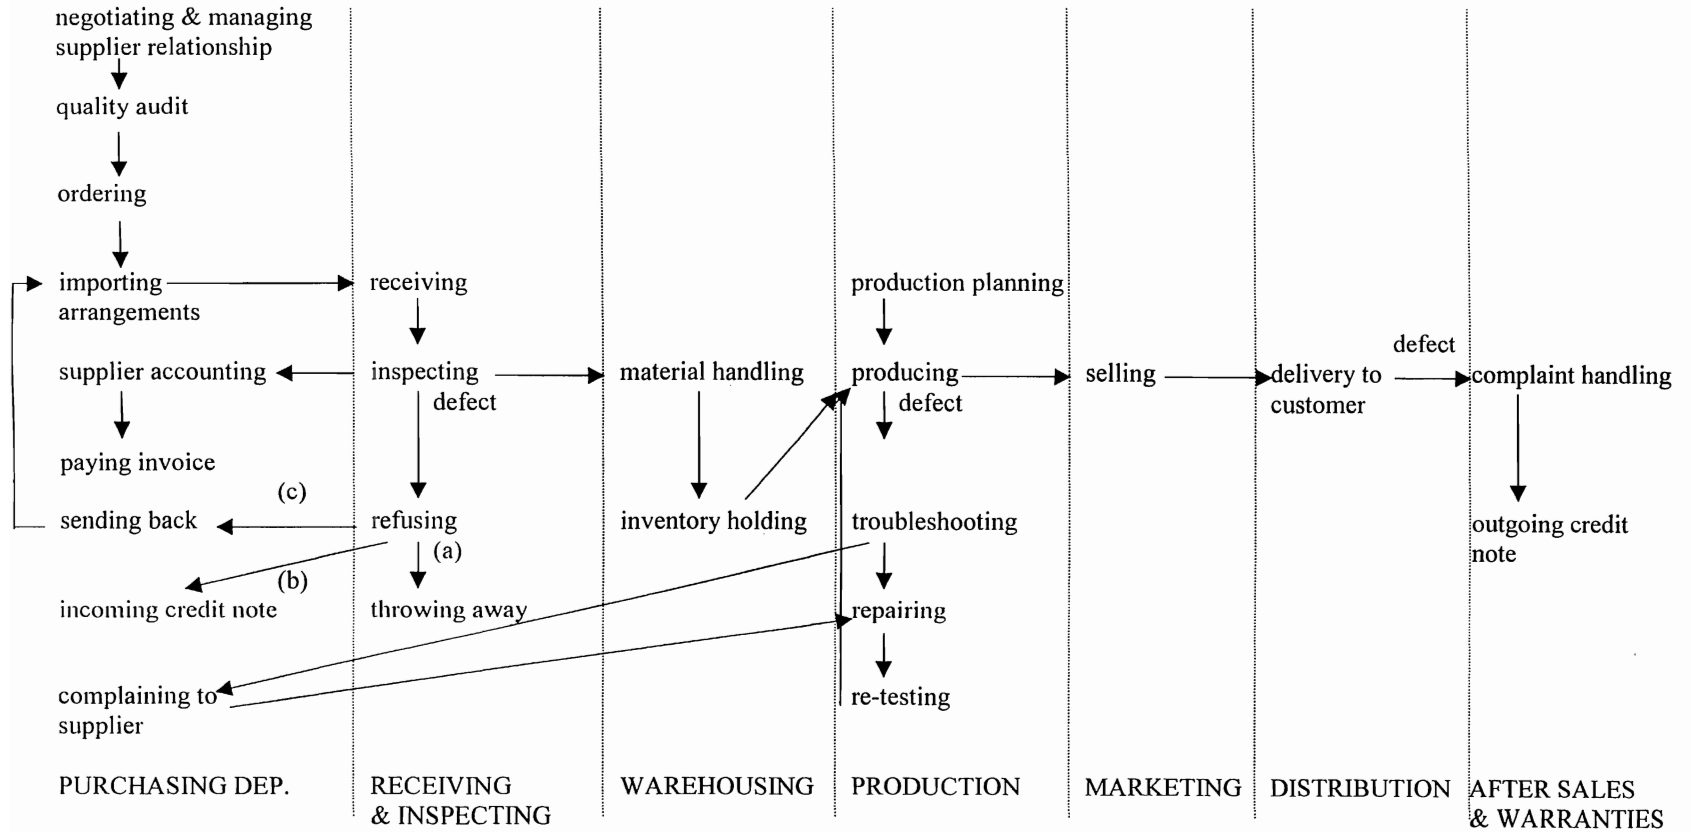 negotiating & managing
supplier relationship
quality audit
ordering
importing
arrangements
receiving
production planning
supplier accounting
inspecting
defect
material handling
producing
defect
selling
delivery to
customer
defect
complaint handling
paying invoice
(c)
sending back
refusing
(a)
inventory holding
troubleshooting
outgoing credit
note
(b)
incoming credit note
throwing away
repairing
complaining to
supplier
re-testing
PURCHASING DEP.
RECEIVING
& INSPECTING
WAREHOUSING
PRODUCTION
MARKETING
DISTRIBUTION
AFTER SALES
& WARRANTIES